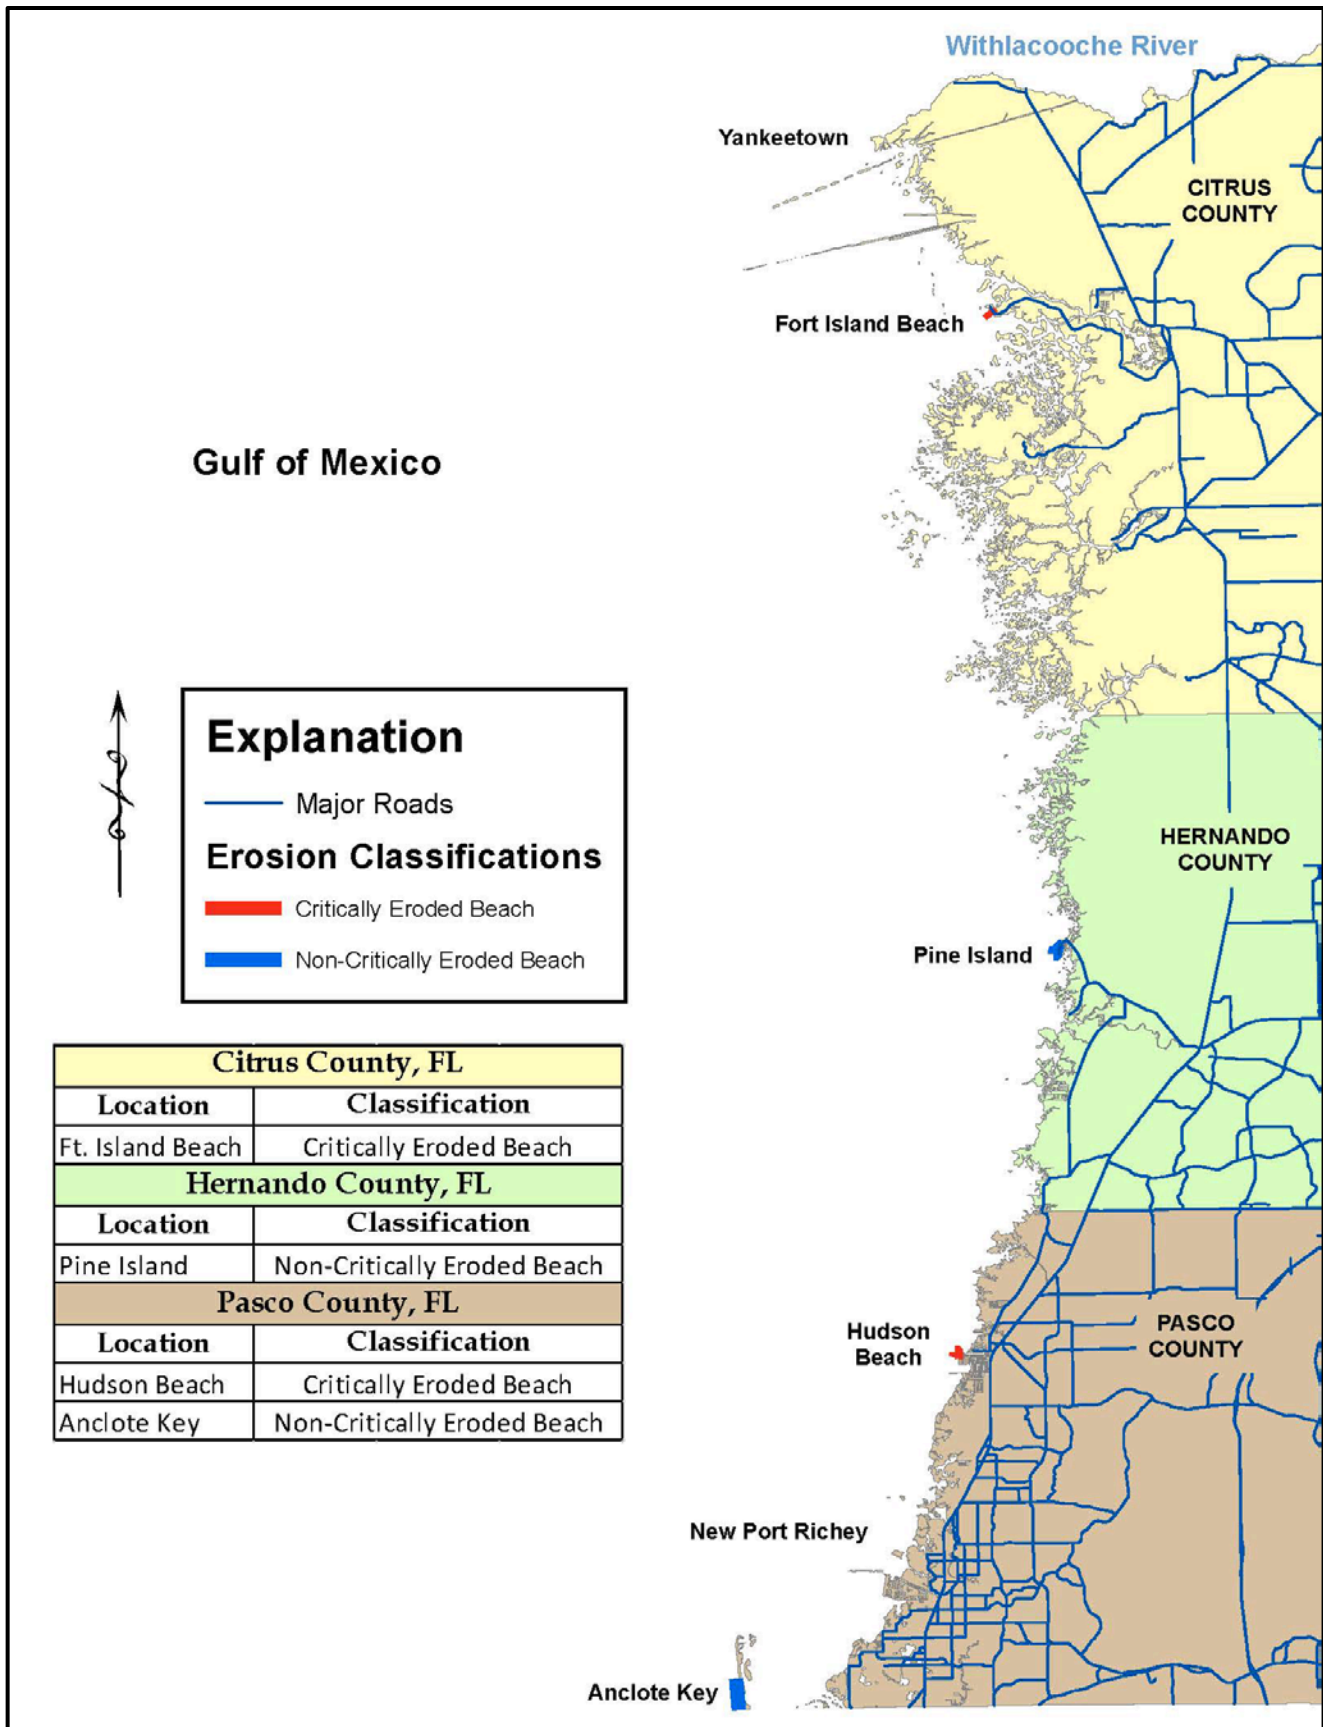 Withlacooche River
Yankeetown
CITRUS
COUNTY
Fort Island Beach
Gulf of Mexico
Explanation
Major Roads
Erosion Classifications
Critically Eroded Beach
Non-Critically Eroded Beach
HERNANDO
COUNTY
Pine Island
Citrus County, FL
Location Classification
Ft. Island Beach Critically Eroded Beach
Hernando County, FL
Location Classification
Pine Island Non-Critically Eroded Beach
Pasco County, FL
Location Classification
Hudson Beach Critically Eroded Beach
Anclote Key Non-Critically Eroded Beach
Hudson
Beach
PASCO
COUNTY
New Port Richey
Anclote Key